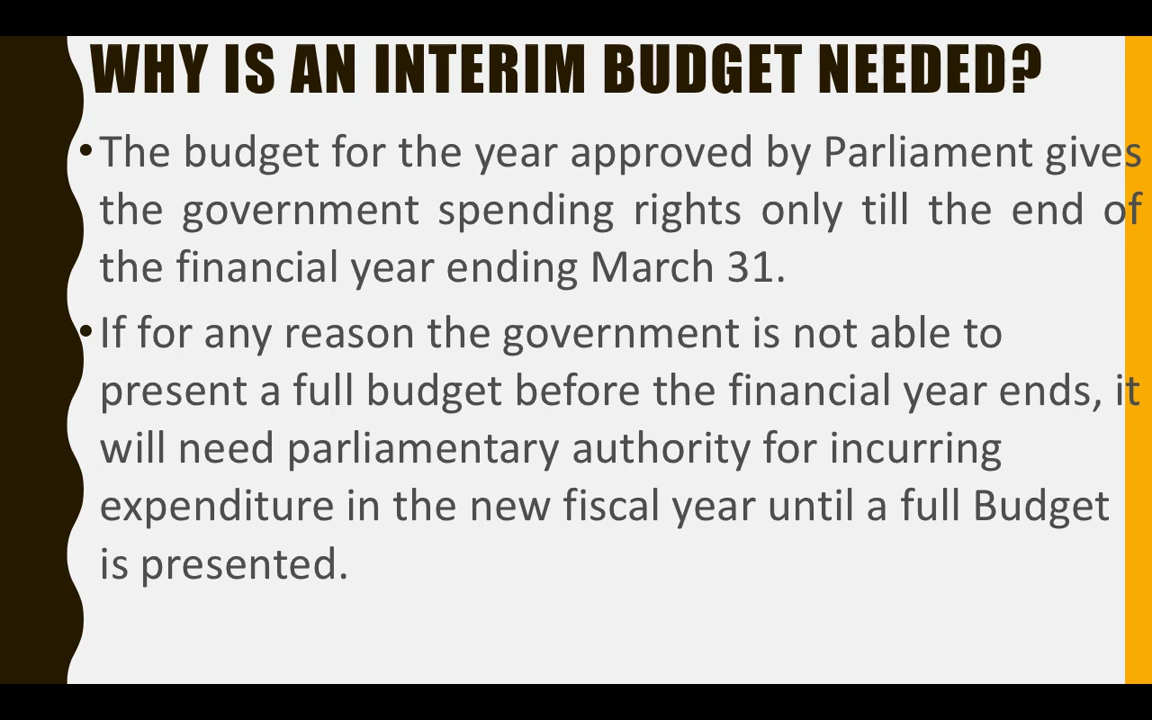 WHY IS AN INTERIM BUDGET NEEDED?
•The budget for the year approved by Parliament gives
the government spending rights only till the end of
the financial year ending March 31.
•If for any reason the government is not able to
present a full budget before the financial year ends, it
will need parliamentary authority for incurring
expenditure in the new fiscal year until a full Budget
is presented.